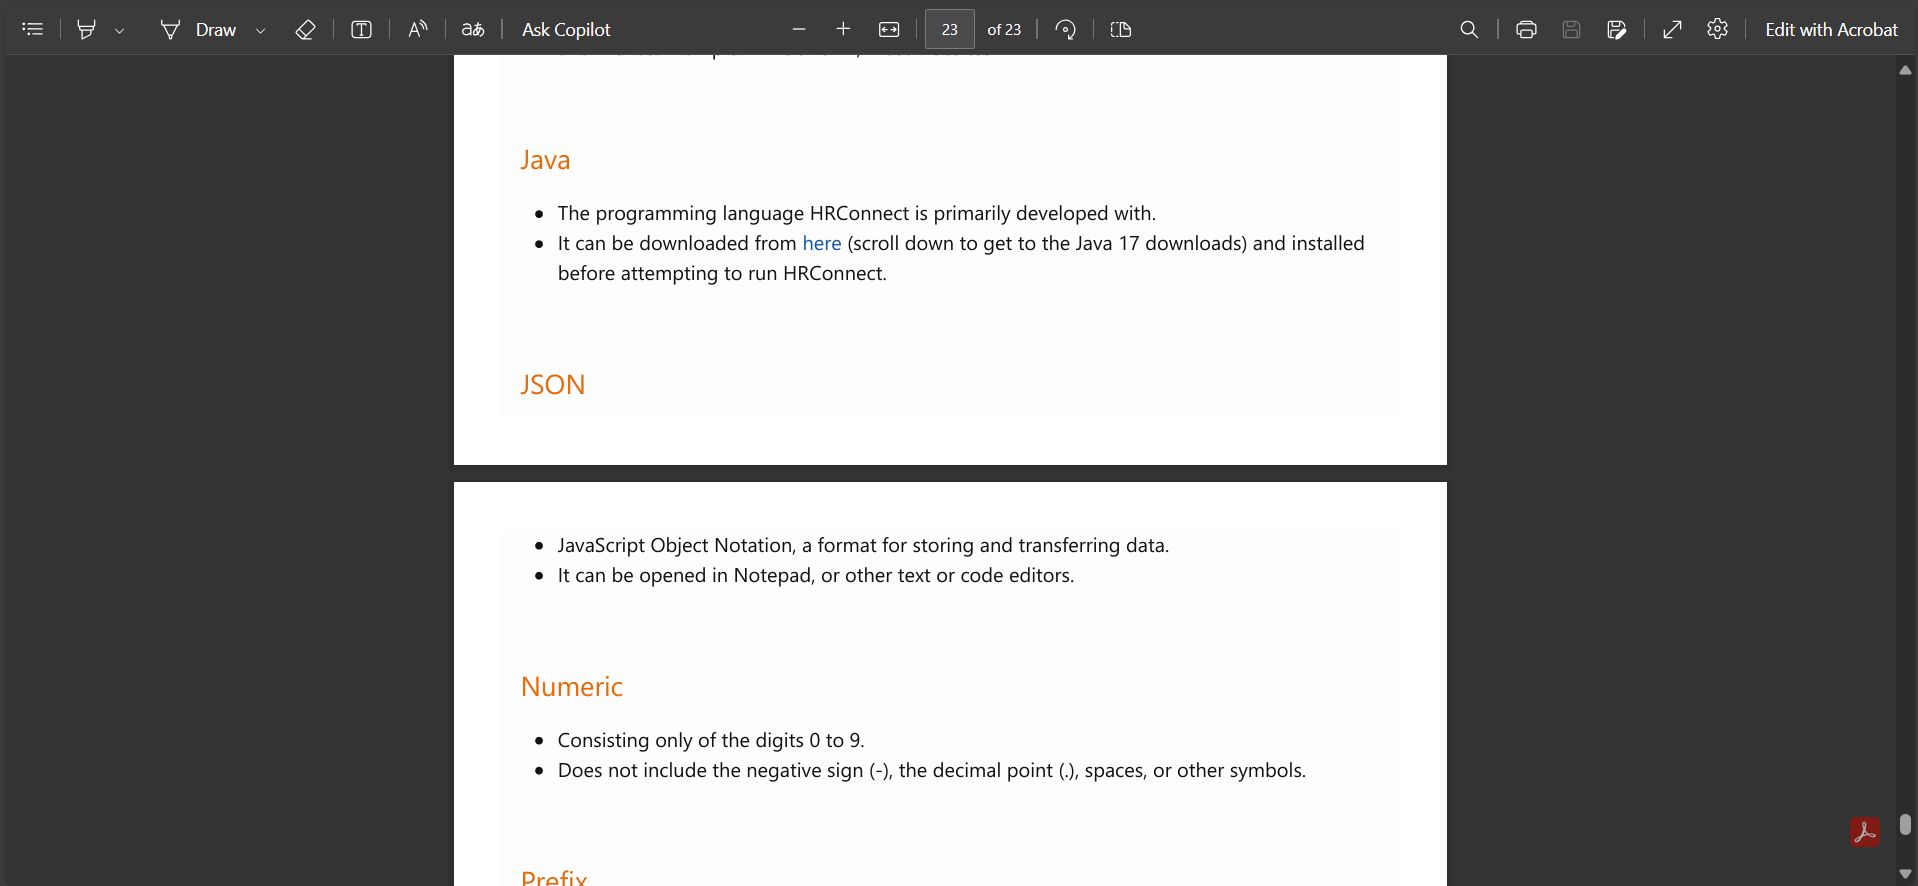 Draw
aあ
Ask Copilot
23
of 23
Edit with Acrobat
Java
• The programming language HRConnect is primarily developed with.
• It can be downloaded from here (scroll down to get to the Java 17 downloads) and installed
before attempting to run HRConnect.
JSON
• JavaScript Object Notation, a format for storing and transferring data.
• It can be opened in Notepad, or other text or code editors.
Numeric
• Consisting only of the digits 0 to 9.
• Does not include the negative sign (-), the decimal point (.), spaces, or other symbols.
Prefix